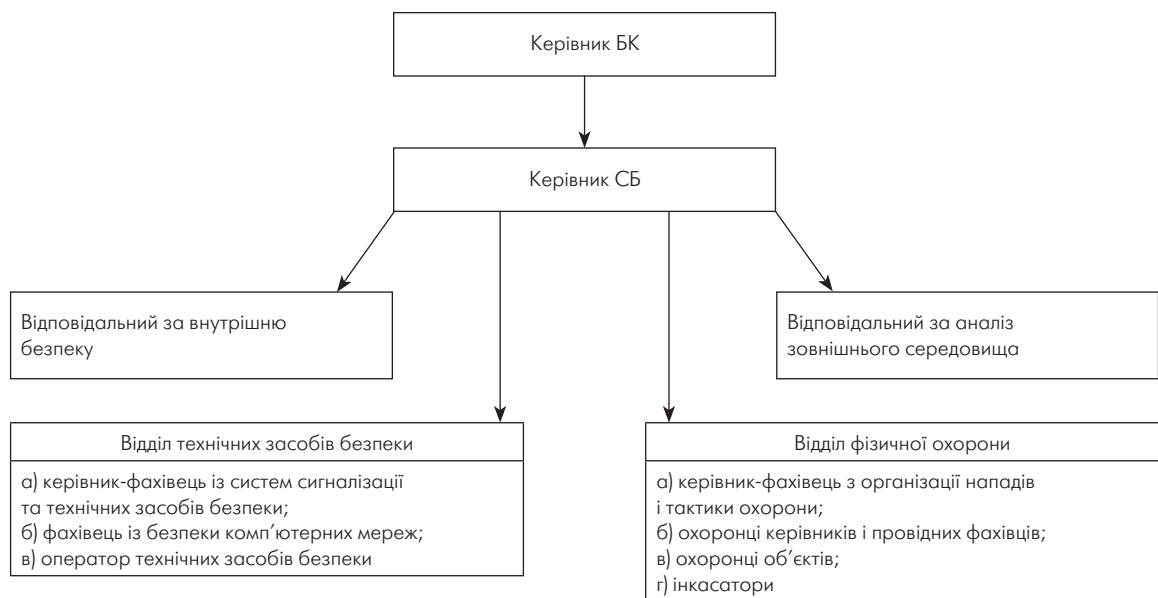 Керівник БК
Керівник СБ
Відповідальний за внутрішню
безпеку
Відповідальний за аналіз
зовнішнього середовища
Відділ технічних засобів безпеки
а) керівник-фахівець із систем сигналізації
та технічних засобів безпеки;
б) фахівець із безпеки комп’ютерних мереж;
в) оператор технічних засобів безпеки
Відділ фізичної охорони
а) керівник-фахівець з організації нападів
і тактики охорони;
б) охоронці керівників і провідних фахівців;
в) охоронці об’єктів;
г) інкасатори